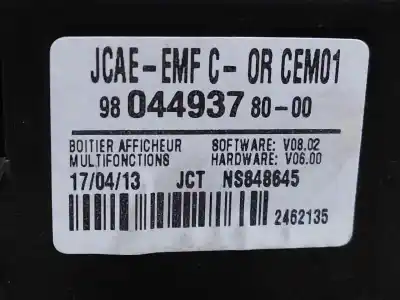 JCAE-EMF C- OR CEM01
98 044937 80-00
BOITIER AFFICHEUR SOFTWARE: V08.02
MULTIFONCTIONS HARDWARE: V06.00
17/04/13 JCT NS848645
2462135